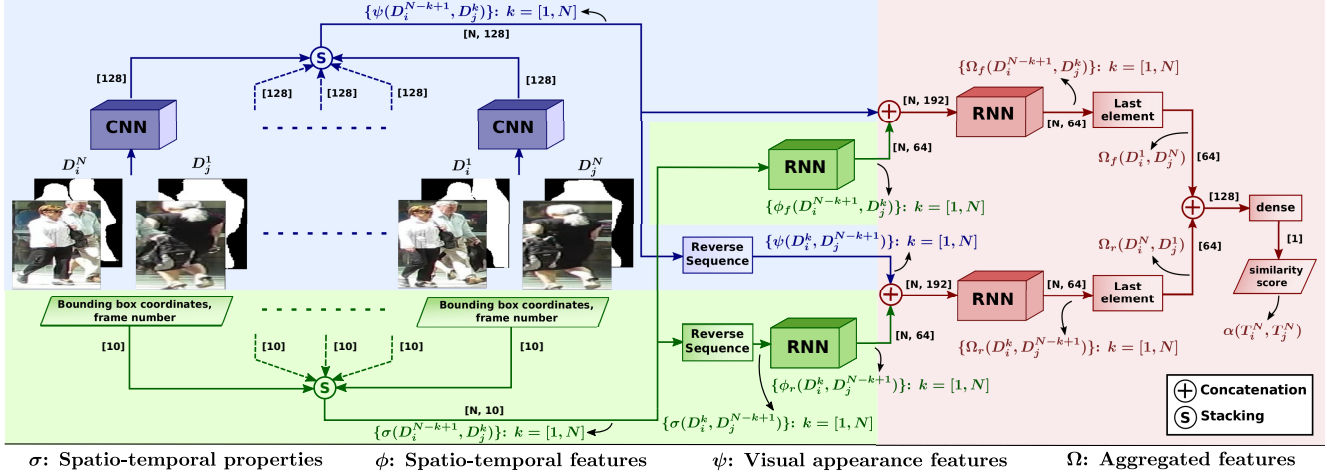 {ψ(D_i^{N-k+1}, D_j^k)}: k = [1, N]
[N, 128]
S
[128]
[128]
[128]
[128]
[128]
CNN
CNN
D_i^N
D_j^1
D_i^1
D_j^N
Bounding box coordinates,
frame number
Bounding box coordinates,
frame number
[10]
[10]
[10]
[10]
[10]
S
[N, 10]
{σ(D_i^{N-k+1}, D_j^k)}: k = [1, N]
RNN
[N, 64]
{ϕ_f(D_i^{N-k+1}, D_j^k)}: k = [1, N]
Reverse
Sequence
{ψ(D_i^k, D_j^{N-k+1})}: k = [1, N]
Reverse
Sequence
RNN
[N, 64]
{ϕ_r(D_i^k, D_j^{N-k+1})}: k = [1, N]
{σ(D_i^k, D_j^{N-k+1})}: k = [1, N]
+
[N, 192]
RNN
{Ω_f(D_i^{N-k+1}, D_j^k)}: k = [1, N]
[N, 64]
Last
element
Ω_f(D_i^1, D_j^N)
[64]
+
[N, 192]
RNN
[N, 64]
{Ω_r(D_i^k, D_j^{N-k+1})}: k = [1, N]
Last
element
Ω_r(D_i^N, D_j^1)
[64]
+
[128]
dense
[1]
similarity
score
α(T_i^N, T_j^N)
+ Concatenation
S Stacking
σ: Spatio-temporal properties ϕ: Spatio-temporal features ψ: Visual appearance features Ω: Aggregated features